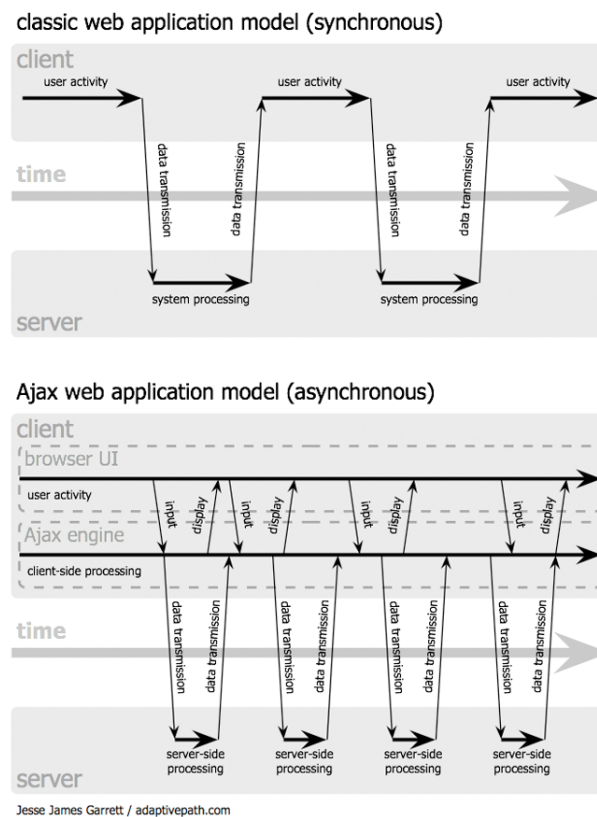 classic web application model (synchronous)
client
user activity
user activity
user activity
data transmission
data transmission
data transmission
data transmission
time
system processing
system processing
server
Ajax web application model (asynchronous)
client
browser UI
user activity
input
display
input
display
input
display
input
display
Ajax engine
client-side processing
data transmission
data transmission
data transmission
data transmission
data transmission
data transmission
data transmission
data transmission
time
server-side
processing
server-side
processing
server-side
processing
server-side
processing
server
Jesse James Garrett / adaptivepath.com